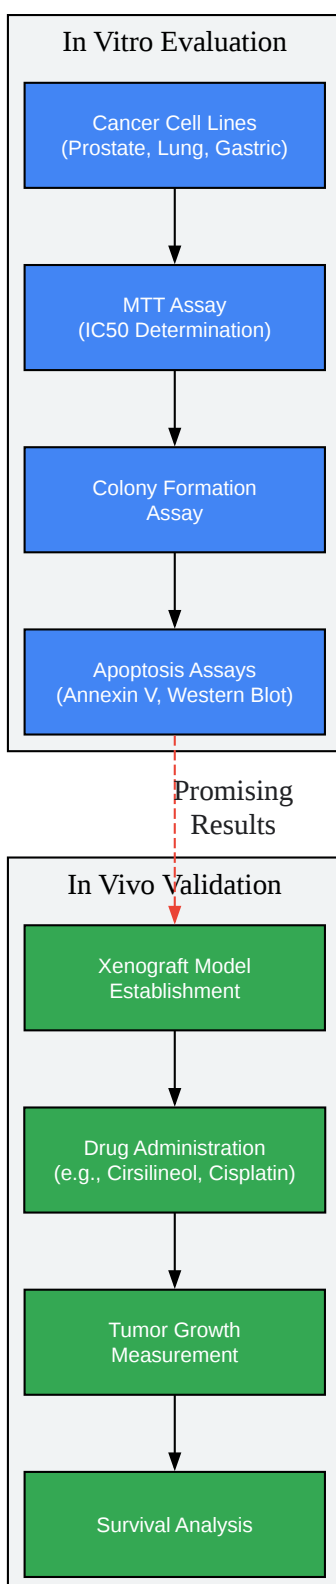 In Vitro Evaluation
Cancer Cell Lines
(Prostate, Lung, Gastric)
MTT Assay
(IC50 Determination)
Colony Formation
Assay
Apoptosis Assays
(Annexin V, Western Blot)
Promising
Results
In Vivo Validation
Xenograft Model
Establishment
Drug Administration
(e.g., Cirsilineol, Cisplatin)
Tumor Growth
Measurement
Survival Analysis